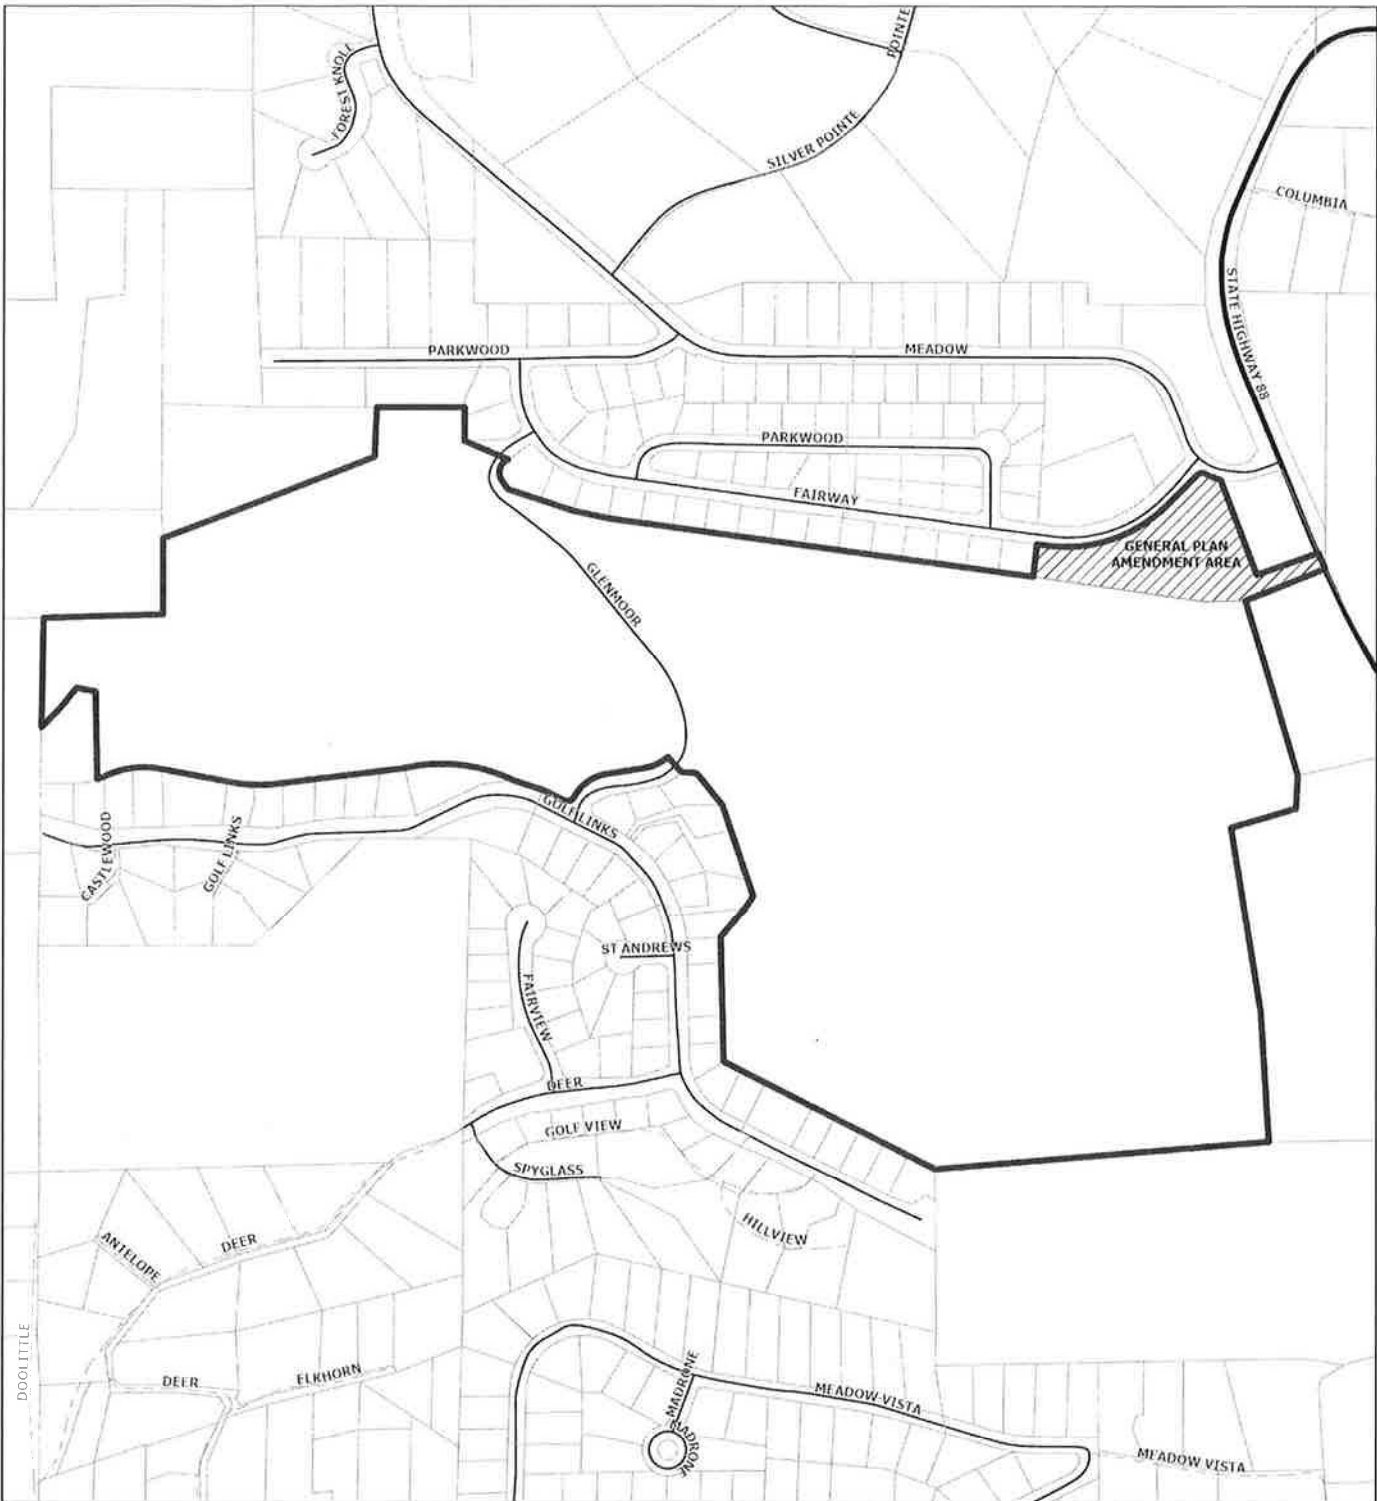 POINTE
FOREST KNOLL
SILVER POINTE
COLUMBIA
STATE HIGHWAY 88
PARKWOOD
MEADOW
PARKWOOD
FAIRWAY
GENERAL PLAN
AMENDMENT AREA
GLENMOOR
GOLF LINKS
CASTLEWOOD
GOLF LINKS
ST ANDREWS
FAIRVIEW
DEER
GOLF VIEW
SPYGLASS
HILLVIEW
ANTELOPE
DEER
DOOLITTLE
DEER
ELKHORN
MADRONE
MEADOW VISTA
MADRONE
MEADOW VISTA